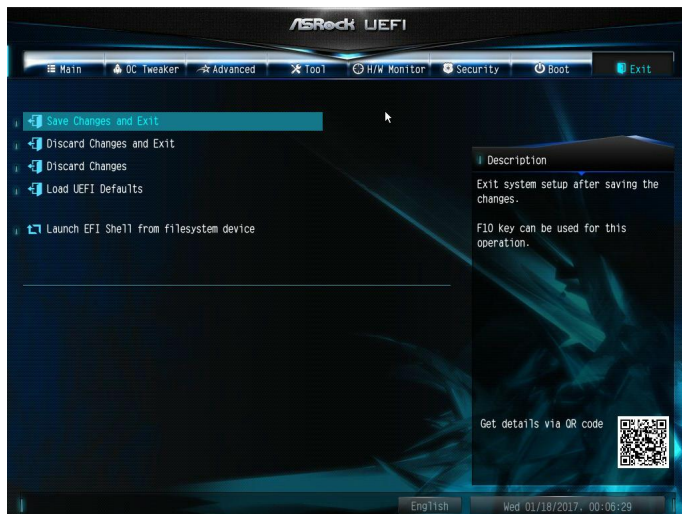 ASRock UEFI
Main OC Tweaker Advanced Tool H/W Monitor Security Boot Exit
Save Changes and Exit
Discard Changes and Exit
Discard Changes
Load UEFI Defaults
Launch EFI Shell from filesystem device
Description
Exit system setup after saving the
changes.
F10 key can be used for this
operation.
Get details via QR code
English
Wed 01/18/2017. 00:06:29